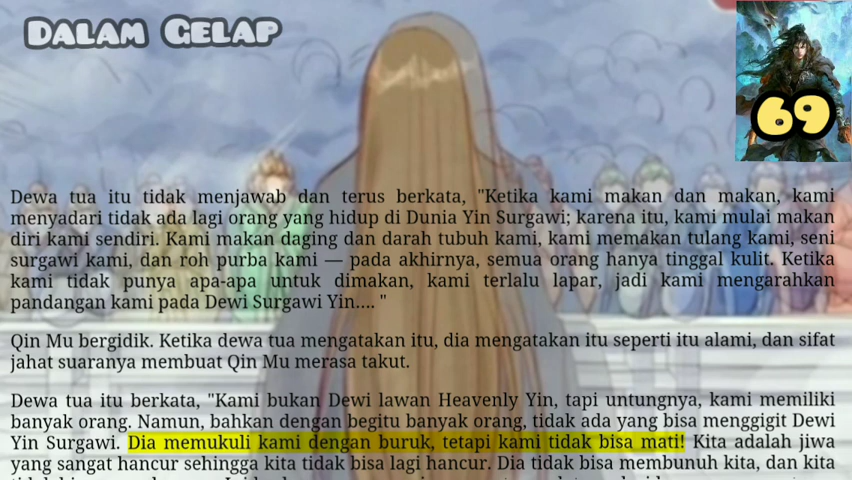 DALAM GELAP
69
Dewa tua itu tidak menjawab dan terus berkata, "Ketika kami makan dan makan, kami
menyadari tidak ada lagi orang yang hidup di Dunia Yin Surgawi; karena itu, kami mulai makan
diri kami sendiri. Kami makan daging dan darah tubuh kami, kami memakan tulang kami, seni
surgawi kami, dan roh purba kami — pada akhirnya, semua orang hanya tinggal kulit. Ketika
kami tidak punya apa-apa untuk dimakan, kami terlalu lapar, jadi kami mengarahkan
pandangan kami pada Dewi Surgawi Yin.... "
Qin Mu bergidik. Ketika dewa tua mengatakan itu, dia mengatakan itu seperti itu alami, dan sifat
jahat suaranya membuat Qin Mu merasa takut.
Dewa tua itu berkata, "Kami bukan Dewi lawan Heavenly Yin, tapi untungnya, kami memiliki
banyak orang. Namun, bahkan dengan begitu banyak orang, tidak ada yang bisa menggigit Dewi
Yin Surgawi. Dia memukuli kami dengan buruk, tetapi kami tidak bisa mati! Kita adalah jiwa
yang sangat hancur sehingga kita tidak bisa lagi hancur. Dia tidak bisa membunuh kita, dan kita